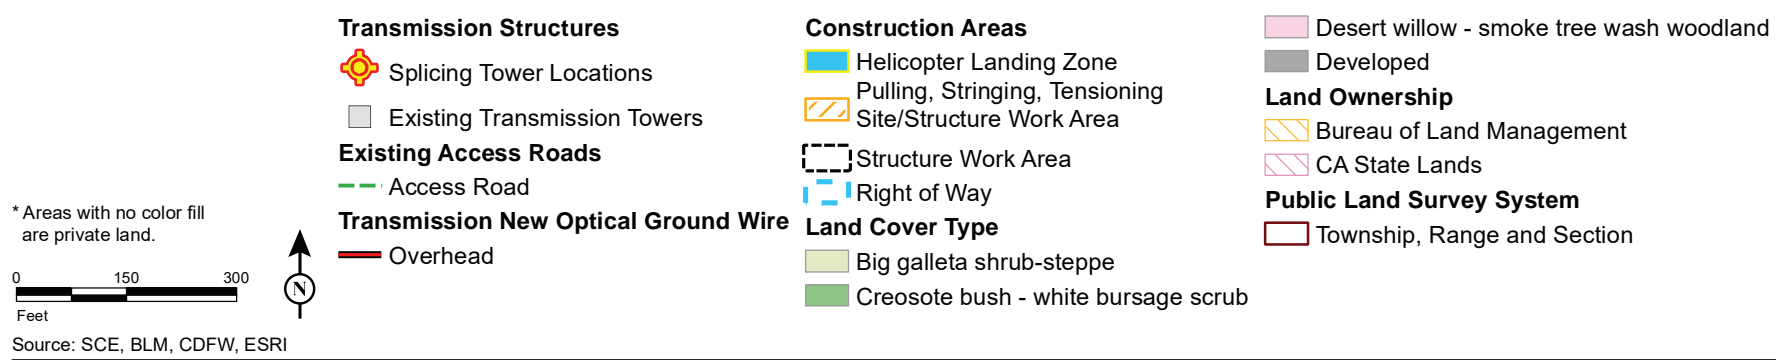 * Areas with no color fill
are private land.
0 150 300
Feet
N
Source: SCE, BLM, CDFW, ESRI
Transmission Structures
Splicing Tower Locations
Existing Transmission Towers
Existing Access Roads
Access Road
Transmission New Optical Ground Wire
Overhead
Construction Areas
Helicopter Landing Zone
Pulling, Stringing, Tensioning
Site/Structure Work Area
Structure Work Area
Right of Way
Land Cover Type
Big galleta shrub-steppe
Creosote bush - white bursage scrub
Desert willow - smoke tree wash woodland
Developed
Land Ownership
Bureau of Land Management
CA State Lands
Public Land Survey System
Township, Range and Section